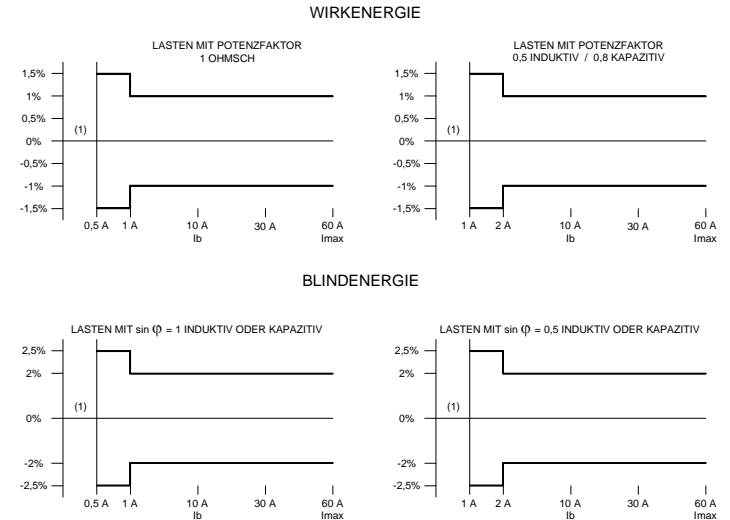 WIRKENERGIE
LASTEN MIT POTENZFAKTOR
1 OHMSCH
1,5%
1%
0,5%
(1)
0%
-0,5%
-1%
-1,5%
0,5 A 1 A 10 A 30 A 60 A
Ib Imax
LASTEN MIT POTENZFAKTOR
0,5 INDUKTIV / 0,8 KAPAZITIV
1,5%
1%
0,5%
(1)
0%
-0,5%
-1%
-1,5%
1 A 2 A 10 A 30 A 60 A
Ib Imax
BLINDENERGIE
LASTEN MIT sin φ = 1 INDUKTIV ODER KAPAZITIV
2,5%
2%
(1)
0%
-2%
-2,5%
0,5 A 1 A 10 A 30 A 60 A
Ib Imax
LASTEN MIT sin φ = 0,5 INDUKTIV ODER KAPAZITIV
2,5%
2%
(1)
0%
-2%
-2,5%
1 A 2 A 10 A 30 A 60 A
Ib Imax